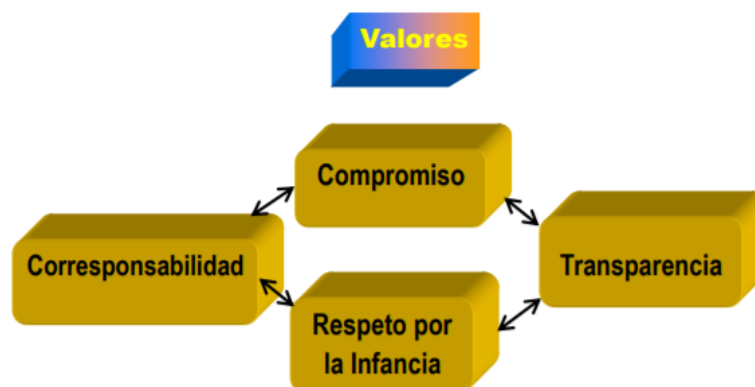 Valores
Compromiso
Corresponsabilidad
Transparencia
Respeto por
la Infancia